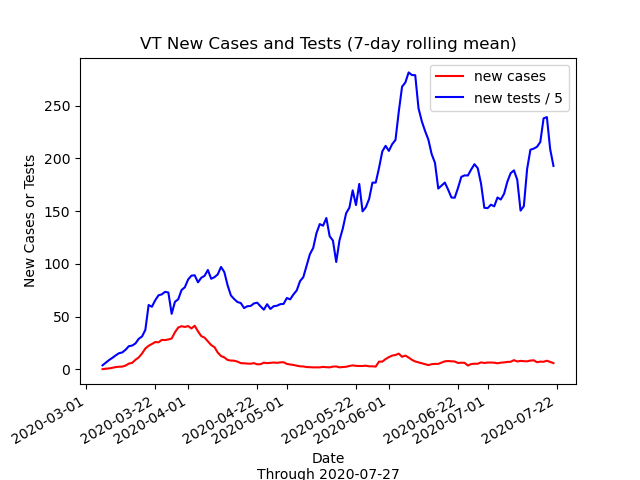 VT New Cases and Tests (7-day rolling mean)
new cases
new tests / 5
New Cases or Tests
250
200
150
100
50
0
2020-03-01
2020-03-22
2020-04-01
2020-04-22
2020-05-01
2020-05-22
2020-06-01
2020-06-22
2020-07-01
2020-07-22
Date
Through 2020-07-27